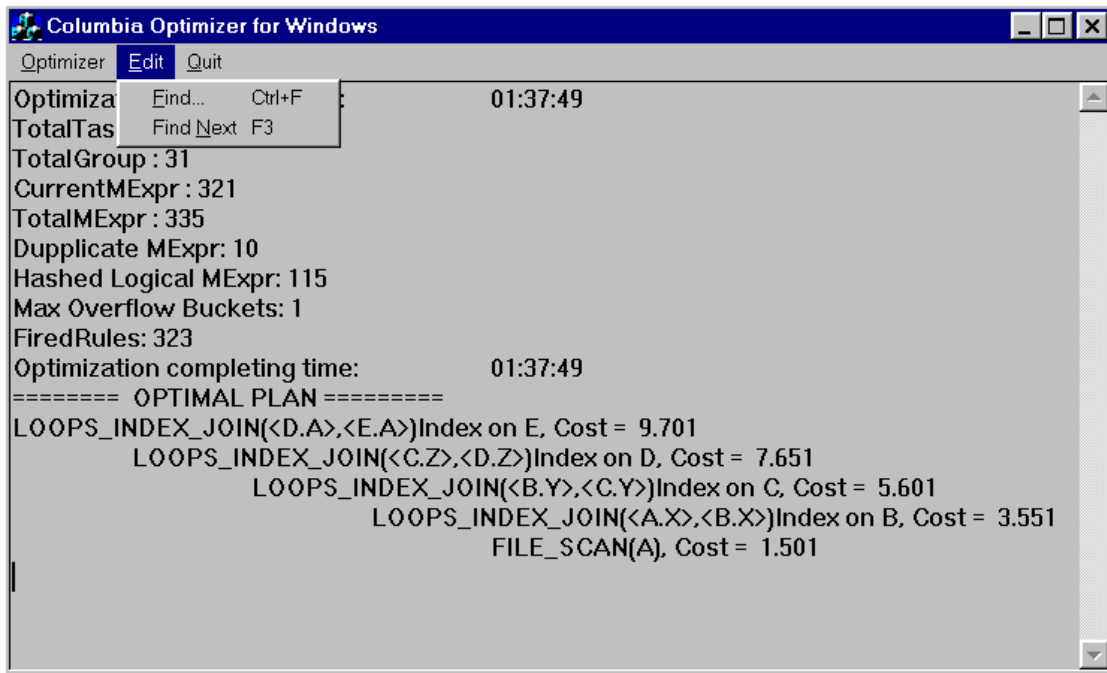 Columbia Optimizer for Windows
Optimizer Edit Quit
Find... Ctrl+F
Find Next F3
Optimiza : 01:37:49
TotalTas
TotalGroup : 31
CurrentMExpr : 321
TotalMExpr : 335
Dupplicate MExpr: 10
Hashed Logical MExpr: 115
Max Overflow Buckets: 1
FiredRules: 323
Optimization completing time: 01:37:49
======== OPTIMAL PLAN =========
LOOPS_INDEX_JOIN(<D.A>,<E.A>)Index on E, Cost = 9.701
LOOPS_INDEX_JOIN(<C.Z>,<D.Z>)Index on D, Cost = 7.651
LOOPS_INDEX_JOIN(<B.Y>,<C.Y>)Index on C, Cost = 5.601
LOOPS_INDEX_JOIN(<A.X>,<B.X>)Index on B, Cost = 3.551
FILE_SCAN(A), Cost = 1.501